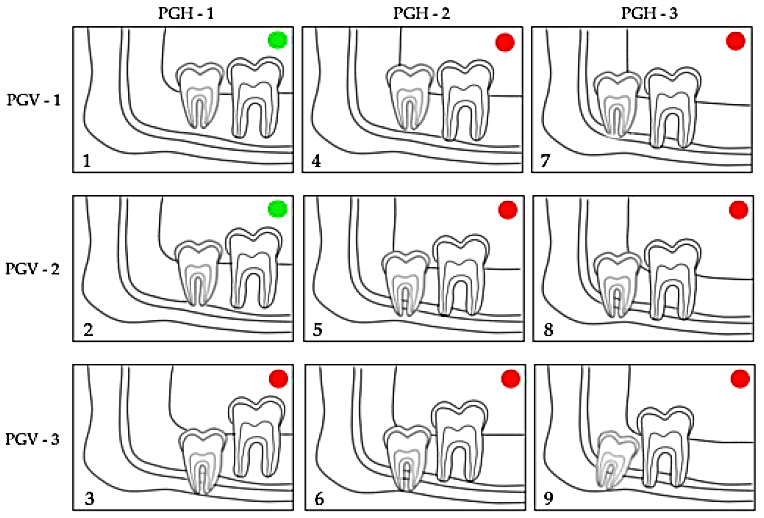 PGH - 1 PGH - 2 PGH - 3
PGV - 1
1 4 7
PGV - 2
2 5 8
PGV - 3
3 6 9